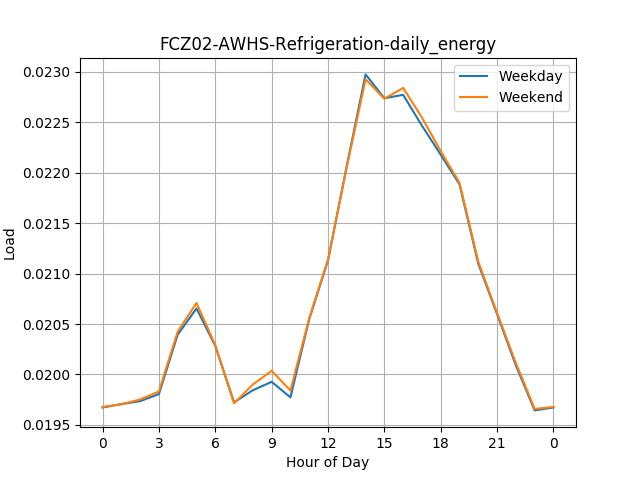 FCZ02-AWHS-Refrigeration-daily_energy
Weekday
Weekend
0.0230
0.0225
0.0220
0.0215
0.0210
0.0205
0.0200
0.0195
Load
0 3 6 9 12 15 18 21 0
Hour of Day